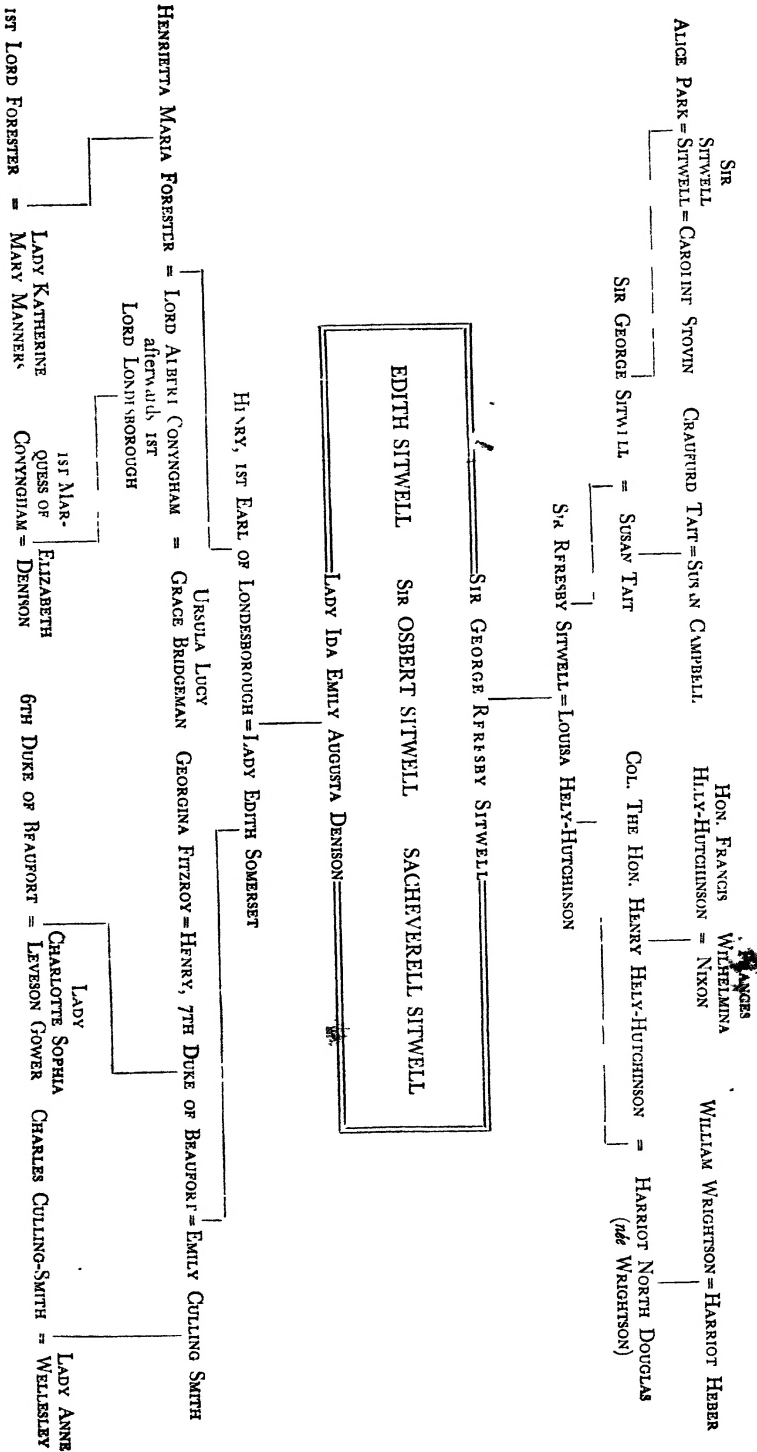 SIR
SITWELL
ALICE PARK = SITWELL = CAROLINE STOVIN
CRAUFURD TAIT = SUSAN CAMPBELL
HON. FRANCIS
HELY-HUTCHINSON =
WILHELMINA
NIXON
WILLIAM WRIGHTSON = HARRIOT HEBER
SIR GEORGE SITWELL = SUSAN TAIT
COL. THE HON. HENRY HELY-HUTCHINSON = HARRIOT NORTH DOUGLAS
(née WRIGHTSON)
SIR RERESBY SITWELL = LOUISA HELY-HUTCHINSON
SIR GEORGE RERESBY SITWELL
EDITH SITWELL SIR OSBERT SITWELL SACHEVERELL SITWELL
LADY IDA EMILY AUGUSTA DENISON
HENRY, 1ST EARL OF LONDESBOROUGH = LADY EDITH SOMERSET
HENRIETTA MARIA FORESTER = LORD ALBERT CONYNGHAM =
afterwards 1ST
LORD LONDESBOROUGH
URSULA LUCY
GRACE BRIDGEMAN
GEORGINA FITZROY = HENRY, 7TH DUKE OF BEAUFORT = EMILY CULLING SMITH
1ST LORD FORESTER =
LADY KATHERINE
MARY MANNERS
1ST MAR-
QUESS OF
CONYNGHAM =
ELIZABETH
DENISON
6TH DUKE OF BEAUFORT =
LADY
CHARLOTTE SOPHIA
LEVESON GOWER
CHARLES CULLING-SMITH =
LADY ANNE
WELLESLEY